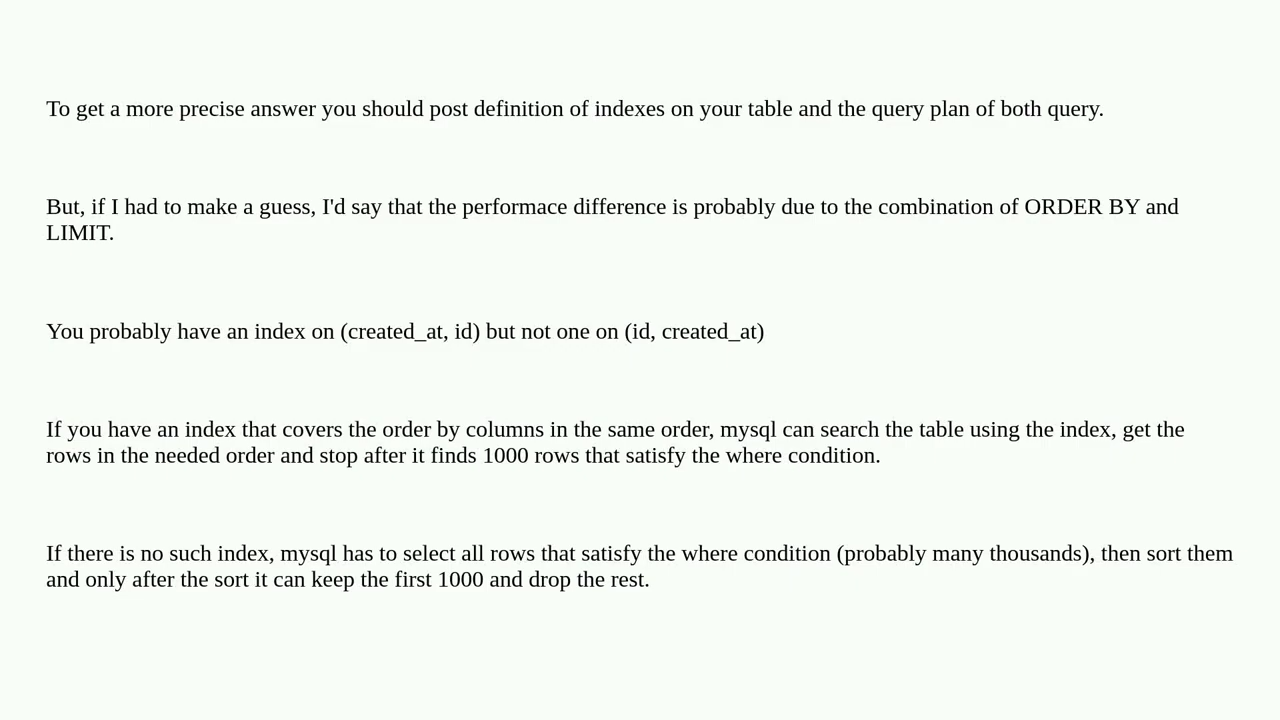 To get a more precise answer you should post definition of indexes on your table and the query plan of both query.
But, if I had to make a guess, I'd say that the performace difference is probably due to the combination of ORDER BY and
LIMIT.
You probably have an index on (created_at, id) but not one on (id, created_at)
If you have an index that covers the order by columns in the same order, mysql can search the table using the index, get the
rows in the needed order and stop after it finds 1000 rows that satisfy the where condition.
If there is no such index, mysql has to select all rows that satisfy the where condition (probably many thousands), then sort them
and only after the sort it can keep the first 1000 and drop the rest.